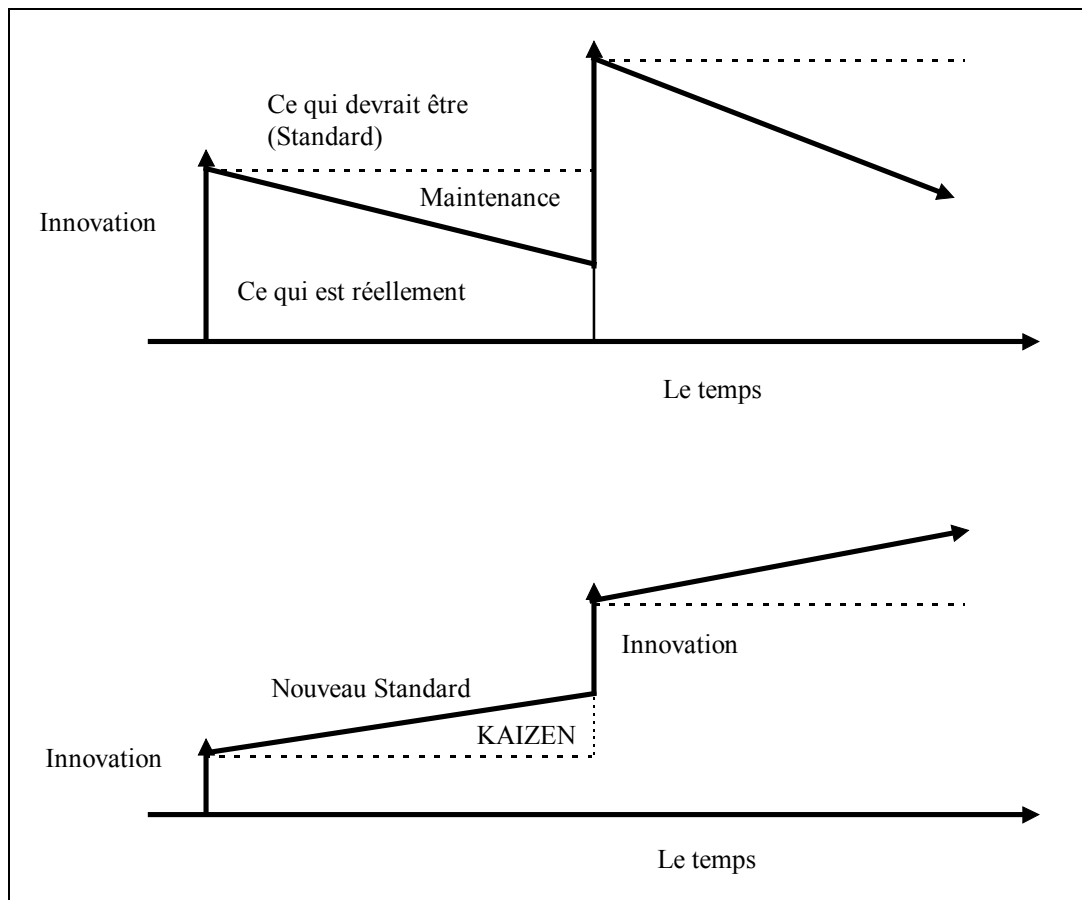 Ce qui devrait être
(Standard)
Maintenance
Innovation
Ce qui est réellement
Le temps
Innovation
Nouveau Standard
KAIZEN
Innovation
Le temps